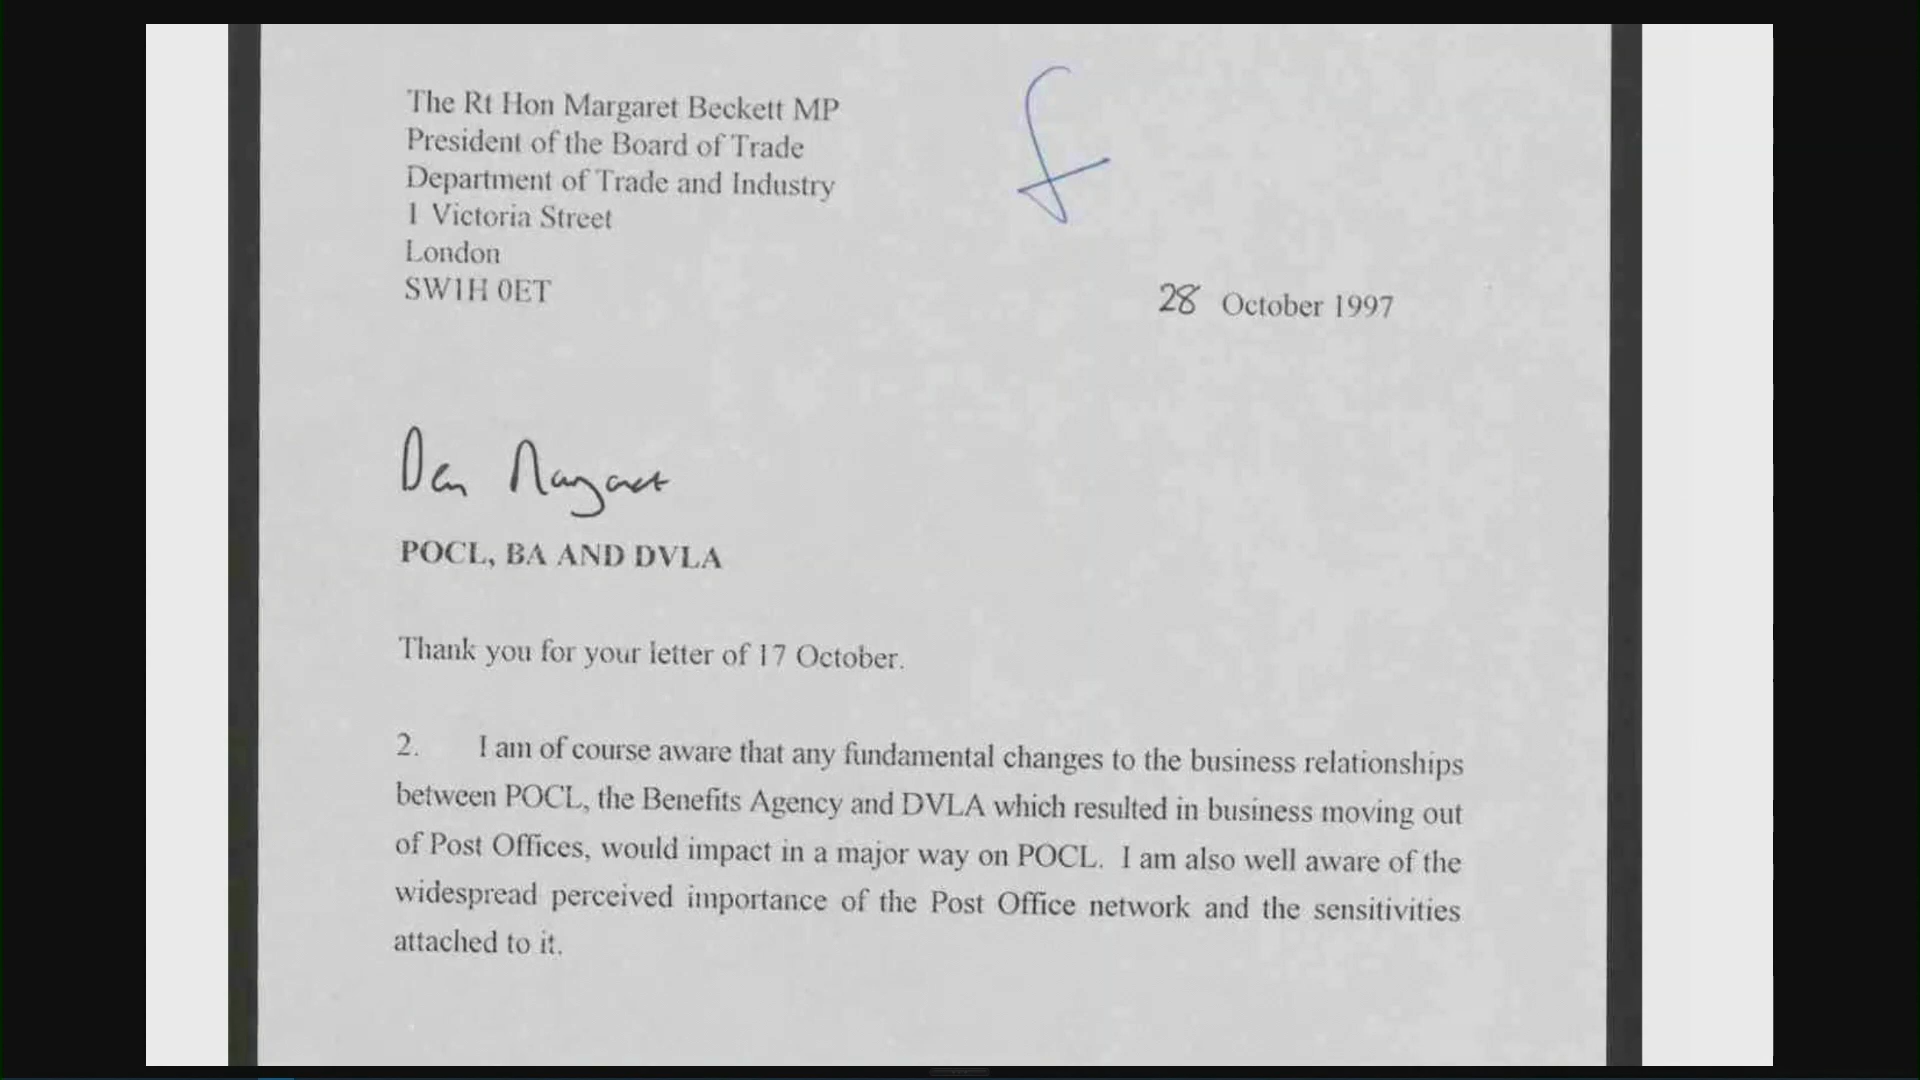 The Rt Hon Margaret Beckett MP
President of the Board of Trade
Department of Trade and Industry
1 Victoria Street
London
SW1H 0ET
28 October 1997
Dear Margaret
POCL, BA AND DVLA
Thank you for your letter of 17 October.
2. I am of course aware that any fundamental changes to the business relationships
between POCL, the Benefits Agency and DVLA which resulted in business moving out
of Post Offices, would impact in a major way on POCL. I am also well aware of the
widespread perceived importance of the Post Office network and the sensitivities
attached to it.